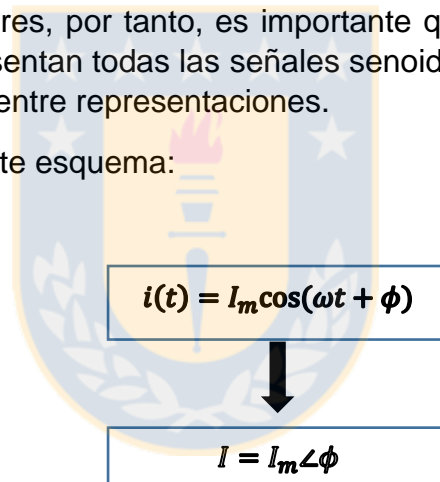 res, por tanto, es importante q
sentan todas las señales senoid
entre representaciones.
te esquema:
i(t) = Iₘcos(ωt + ϕ)
𝕀 = Iₘ∠ϕ